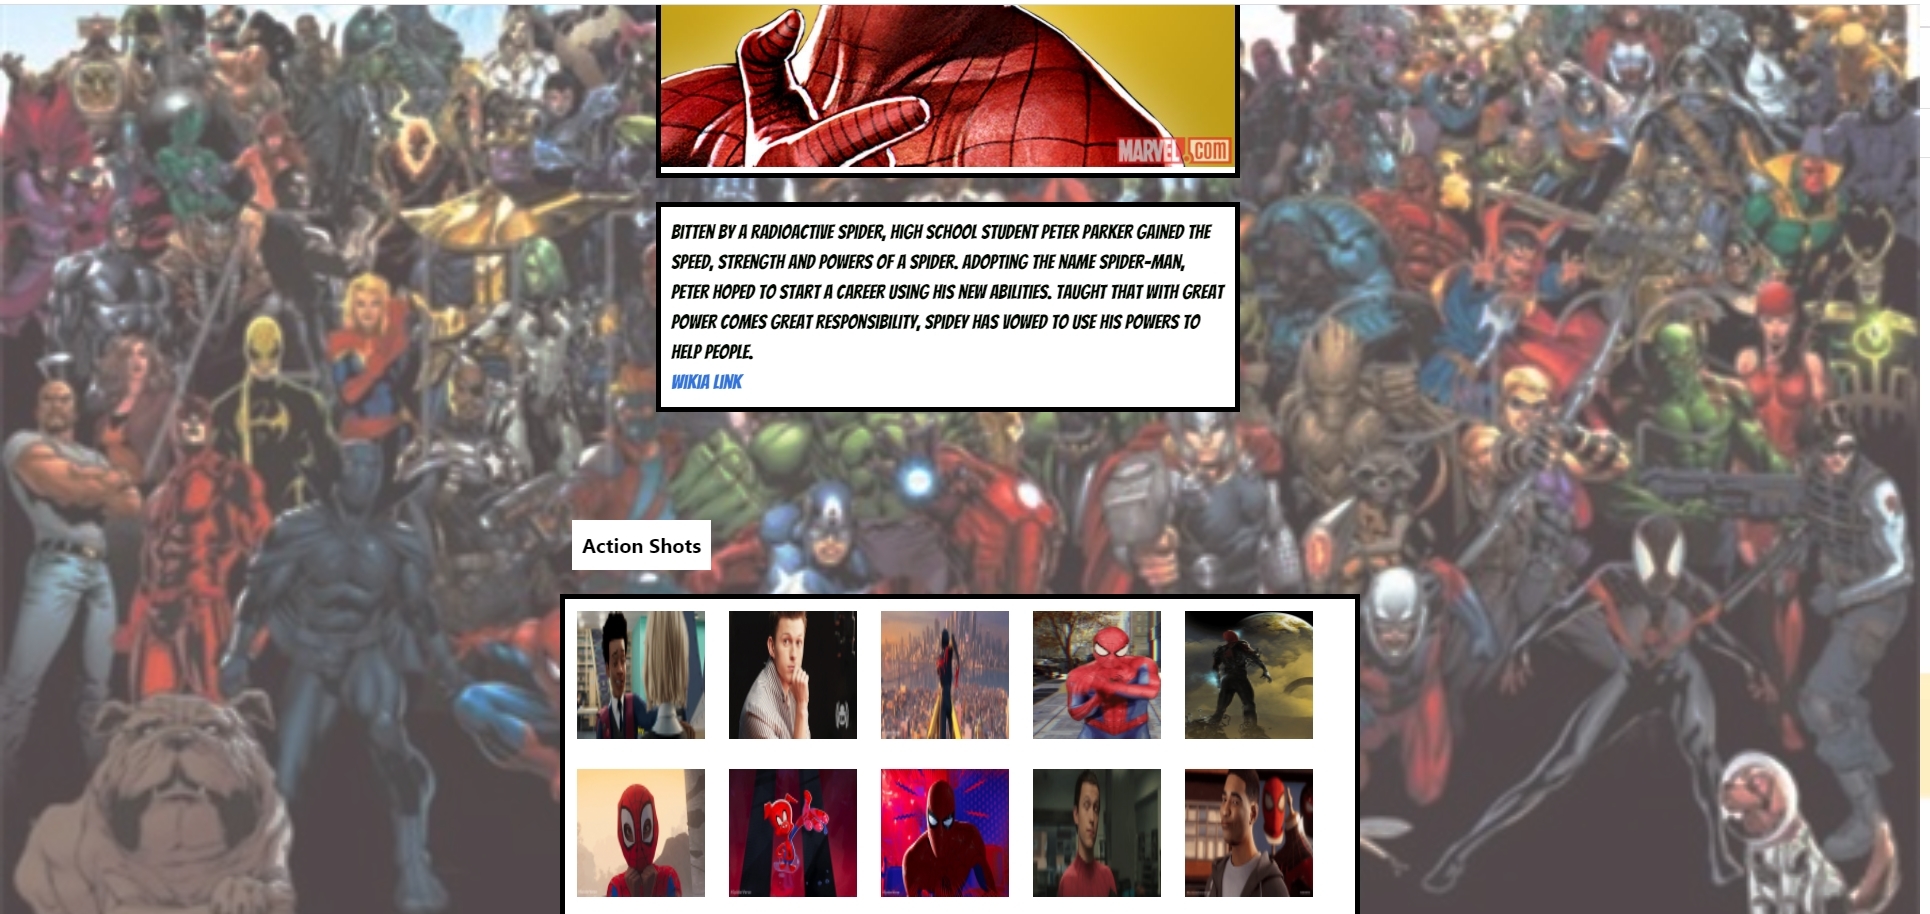 MARVEL.com
BITTEN BY A RADIOACTIVE SPIDER, HIGH SCHOOL STUDENT PETER PARKER GAINED THE
SPEED, STRENGTH AND POWERS OF A SPIDER. ADOPTING THE NAME SPIDER-MAN,
PETER HOPED TO START A CAREER USING HIS NEW ABILITIES. TAUGHT THAT WITH GREAT
POWER COMES GREAT RESPONSIBILITY, SPIDEY HAS VOWED TO USE HIS POWERS TO
HELP PEOPLE.
WIKIA LINK
Action Shots